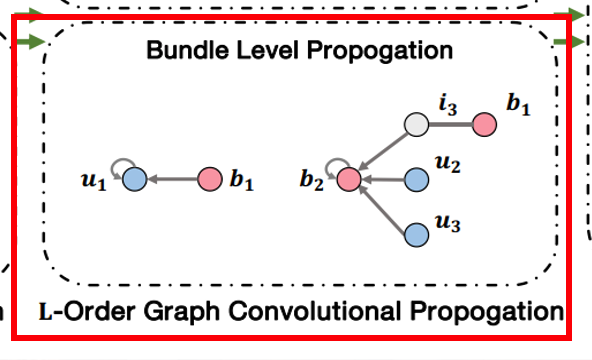 Bundle Level Propogation
i3 b1
u1 b1 b2 u2
u3
L-Order Graph Convolutional Propogation